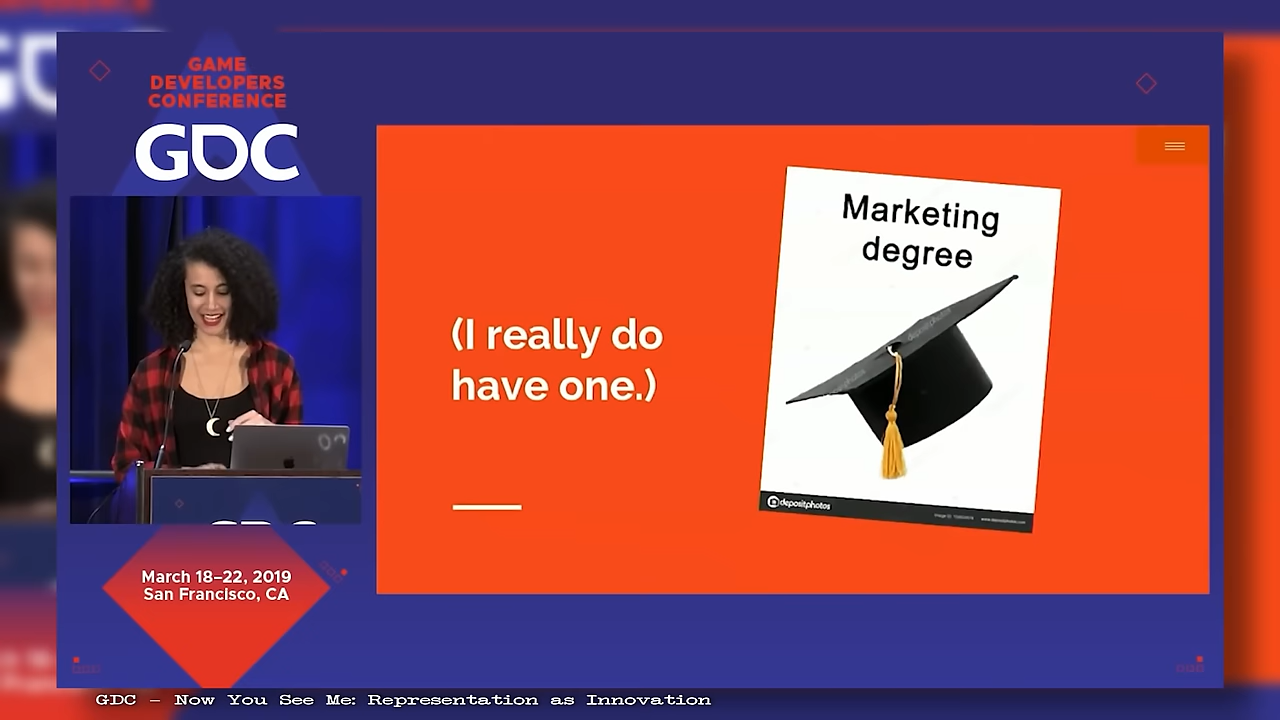 GAME
DEVELOPERS
CONFERENCE
GDC
(I really do
have one.)
Marketing
degree
depositphotos
March 18–22, 2019
San Francisco, CA
GDC – Now You See Me: Representation as Innovation